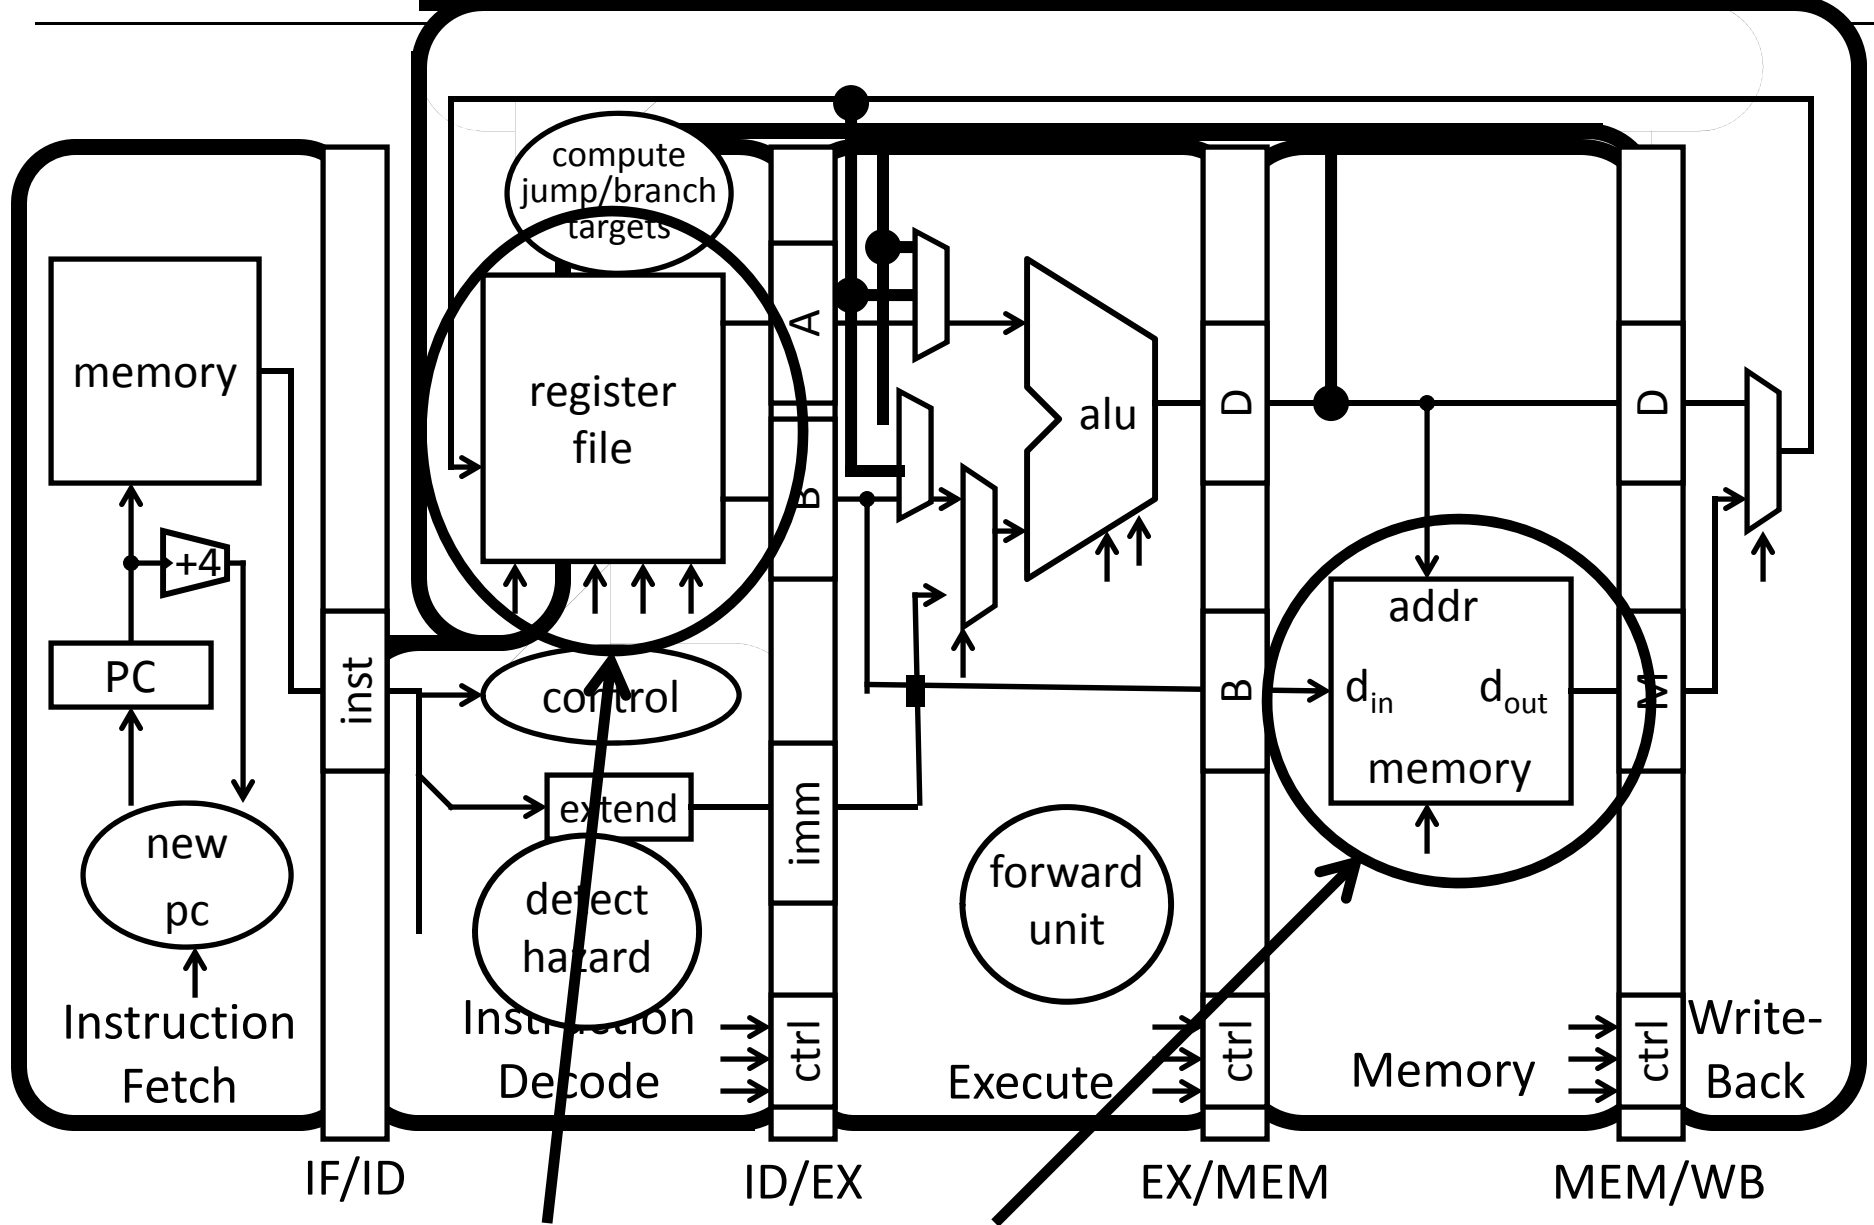 compute
jump/branch
targets
memory
+4
PC
new
pc
Instruction
Fetch
inst
register
file
control
extend
detect
hazard
Instruction
Decode
A
B
imm
ctrl
alu
forward
unit
Execute
D
B
ctrl
addr
din dout
memory
Memory
D
M
ctrl
Write-
Back
IF/ID
ID/EX
EX/MEM
MEM/WB